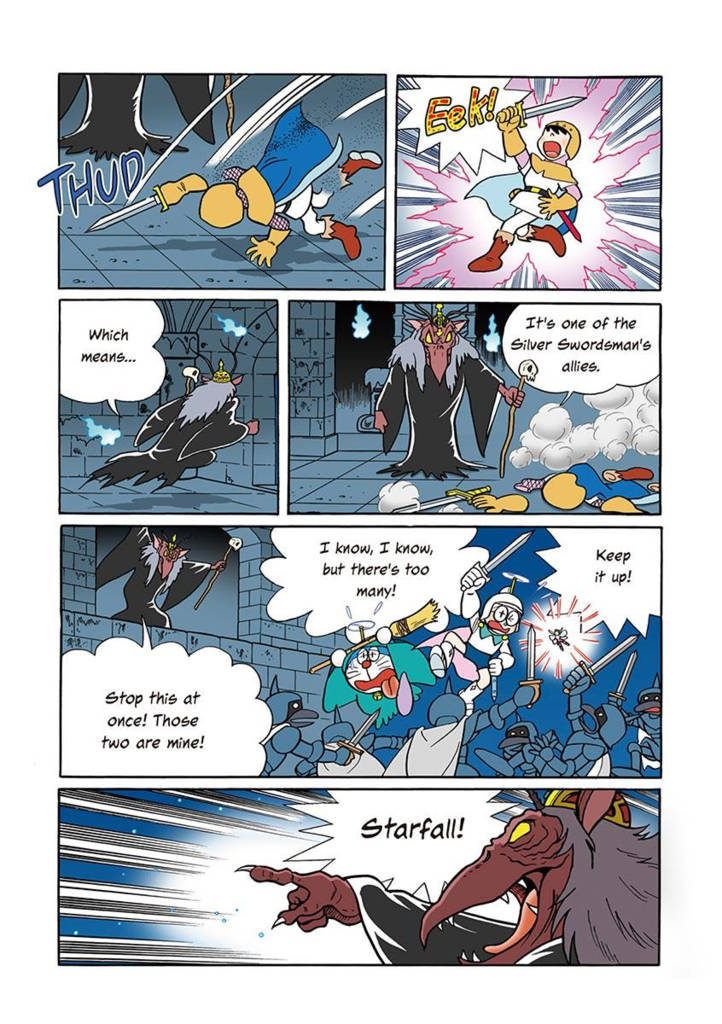 THUD
Eek!
Which
means...
It's one of the
Silver Swordsman's
allies.
I know, I know,
but there's too
many!
Keep
it up!
Stop this at
once! Those
two are mine!
Starfall!